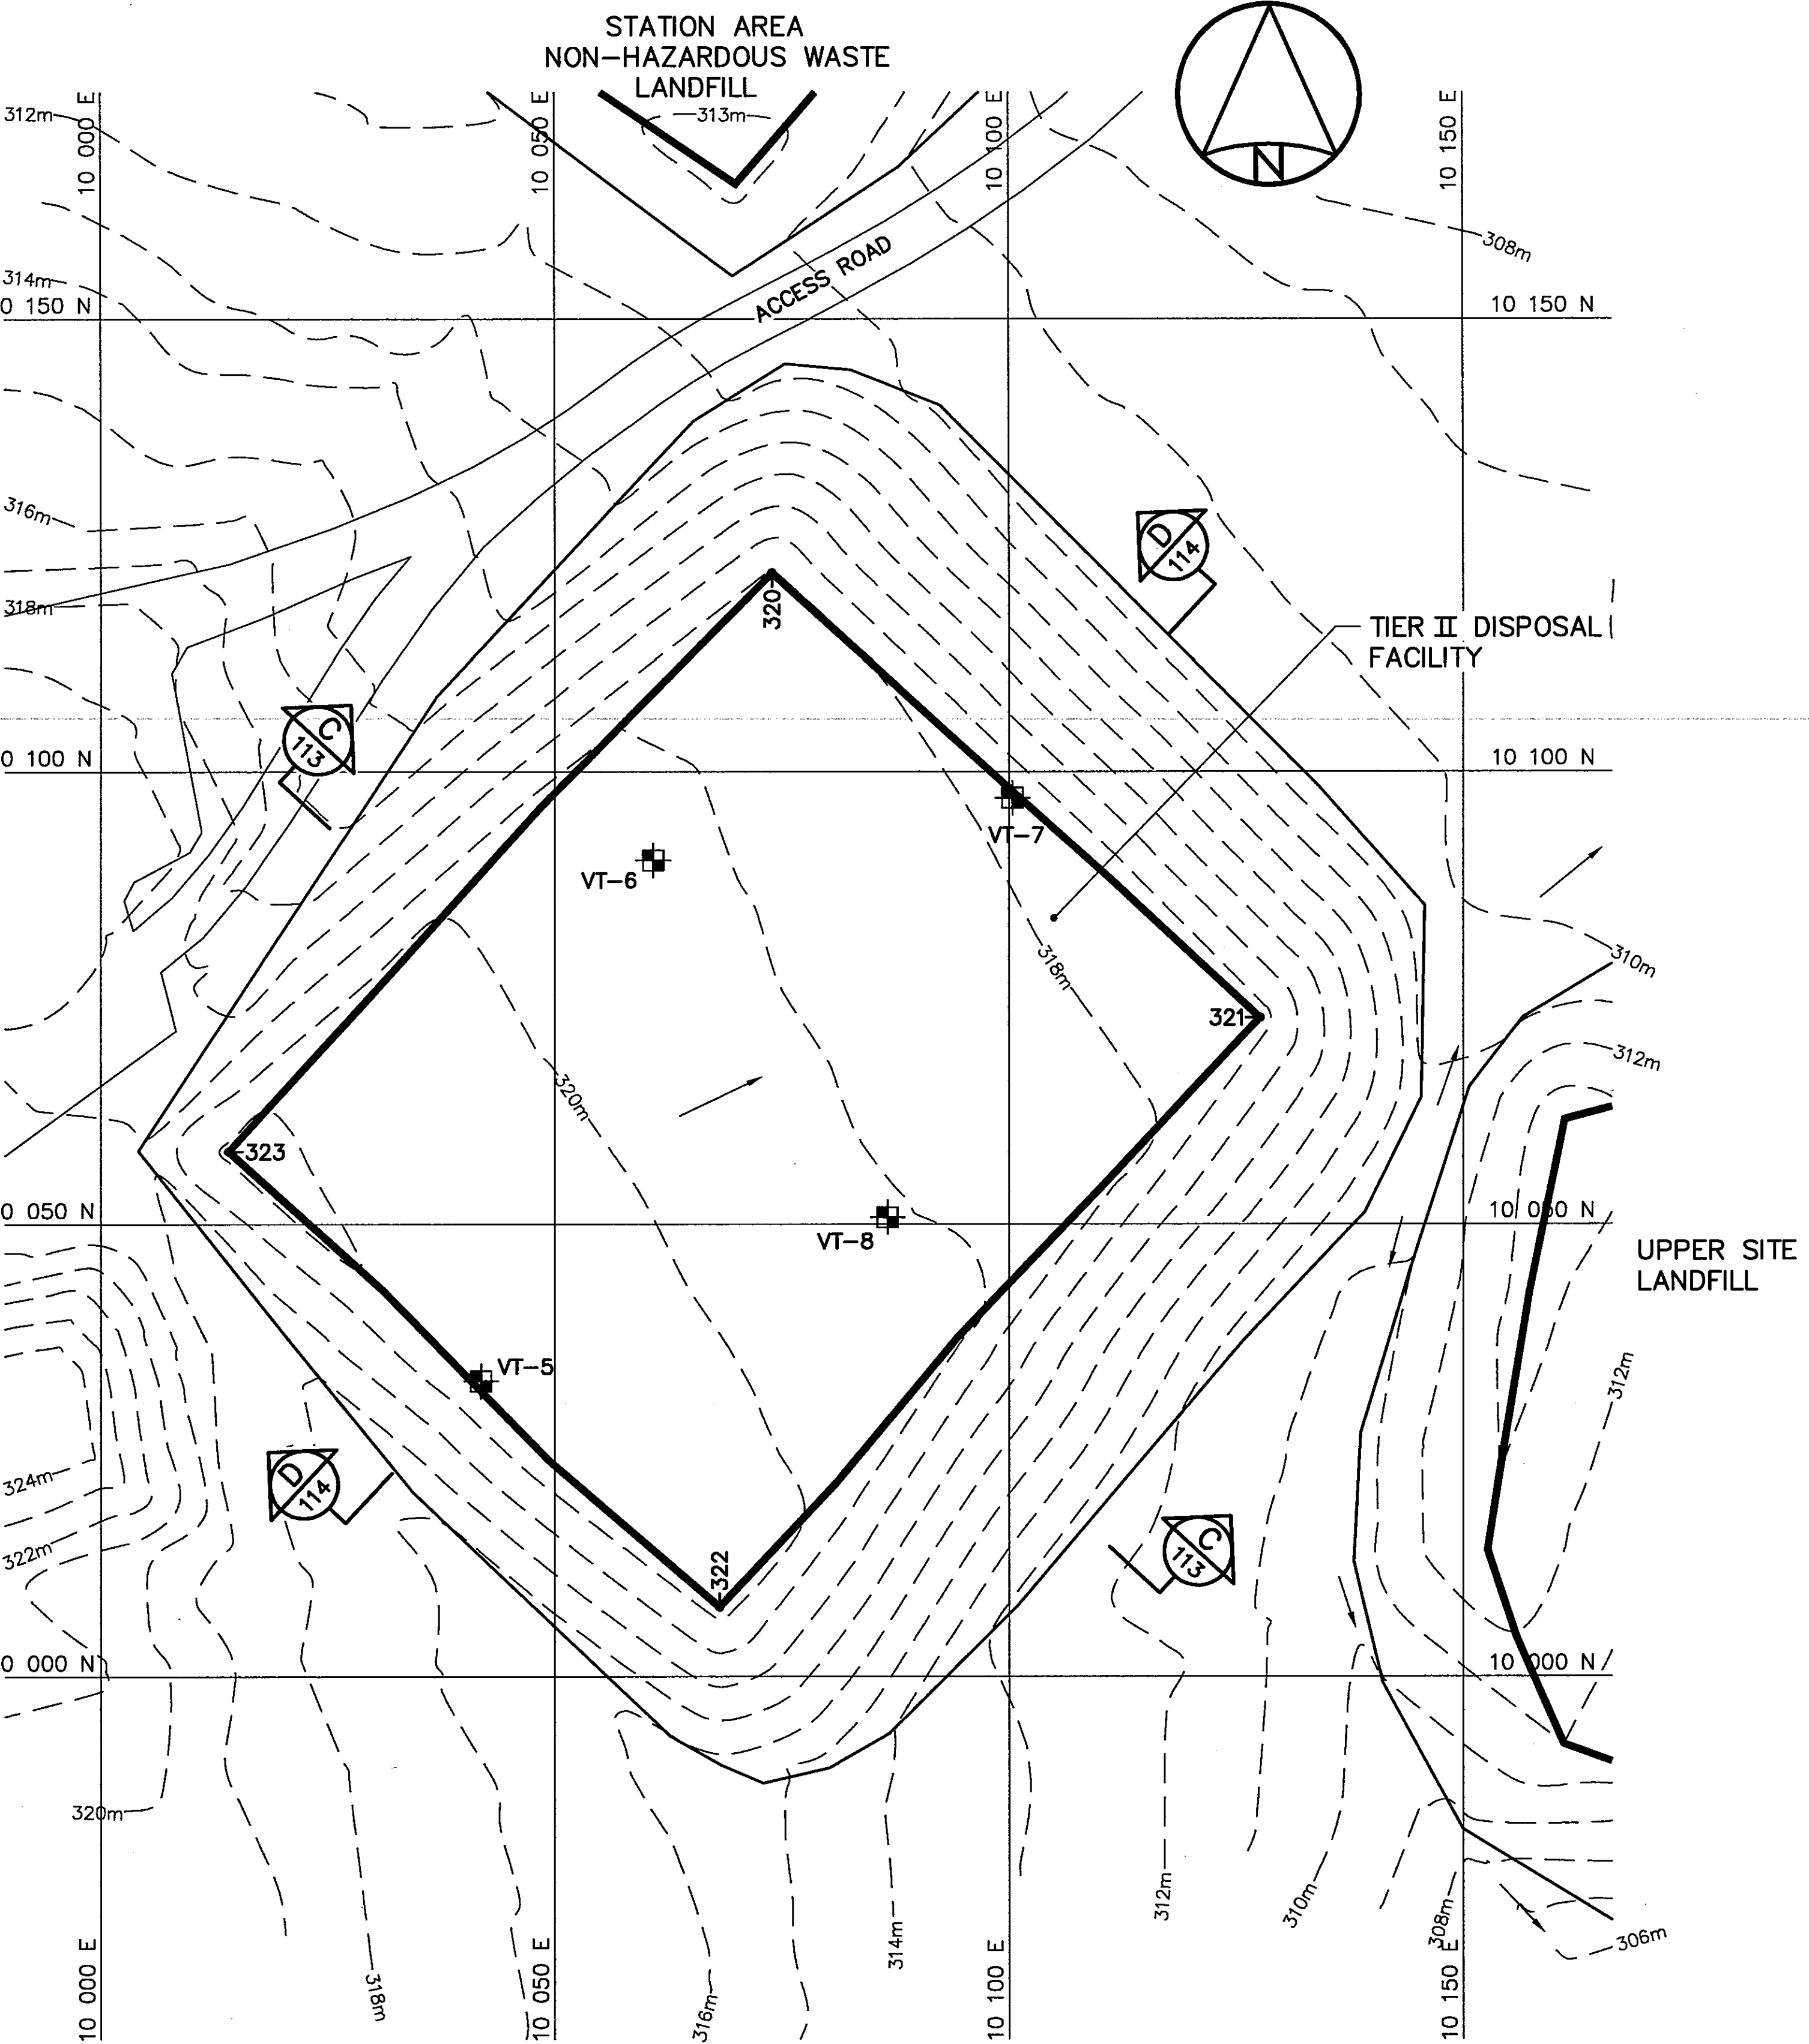 STATION AREA
NON-HAZARDOUS WASTE
LANDFILL
N
10 000 E
10 050 E
10 100 E
10 150 E
312m
313m
308m
ACCESS ROAD
314m
0 150 N
10 150 N
316m
D
114
318m
320
TIER II DISPOSAL
FACILITY
C
113
0 100 N
10 100 N
VT-7
VT-6
318m
310m
321
312m
320m
323
0 050 N
10 050 N
VT-8
UPPER SITE
LANDFILL
VT-5
312m
D
114
324m
322m
322
C
113
0 000 N
10 000 N
320m
312m
310m
308m
306m
314m
318m
316m
10 000 E
10 050 E
10 100 E
10 150 E